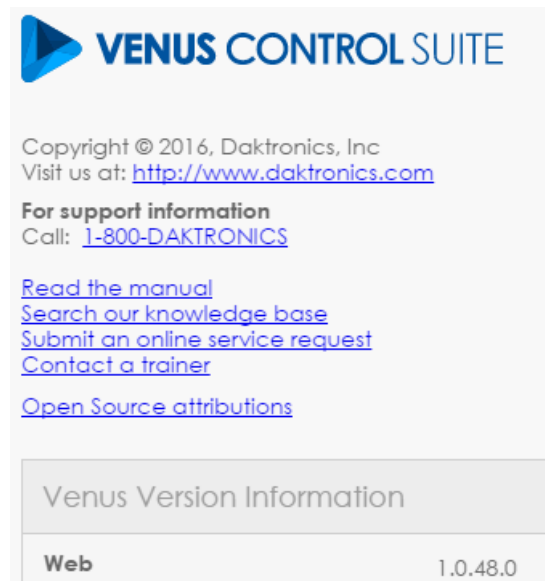 VENUS CONTROL SUITE
Copyright © 2016, Daktronics, Inc
Visit us at: http://www.daktronics.com
For support information
Call: 1-800-DAKTRONICS
Read the manual
Search our knowledge base
Submit an online service request
Contact a trainer
Open Source attributions
Venus Version Information
Web 1.0.48.0